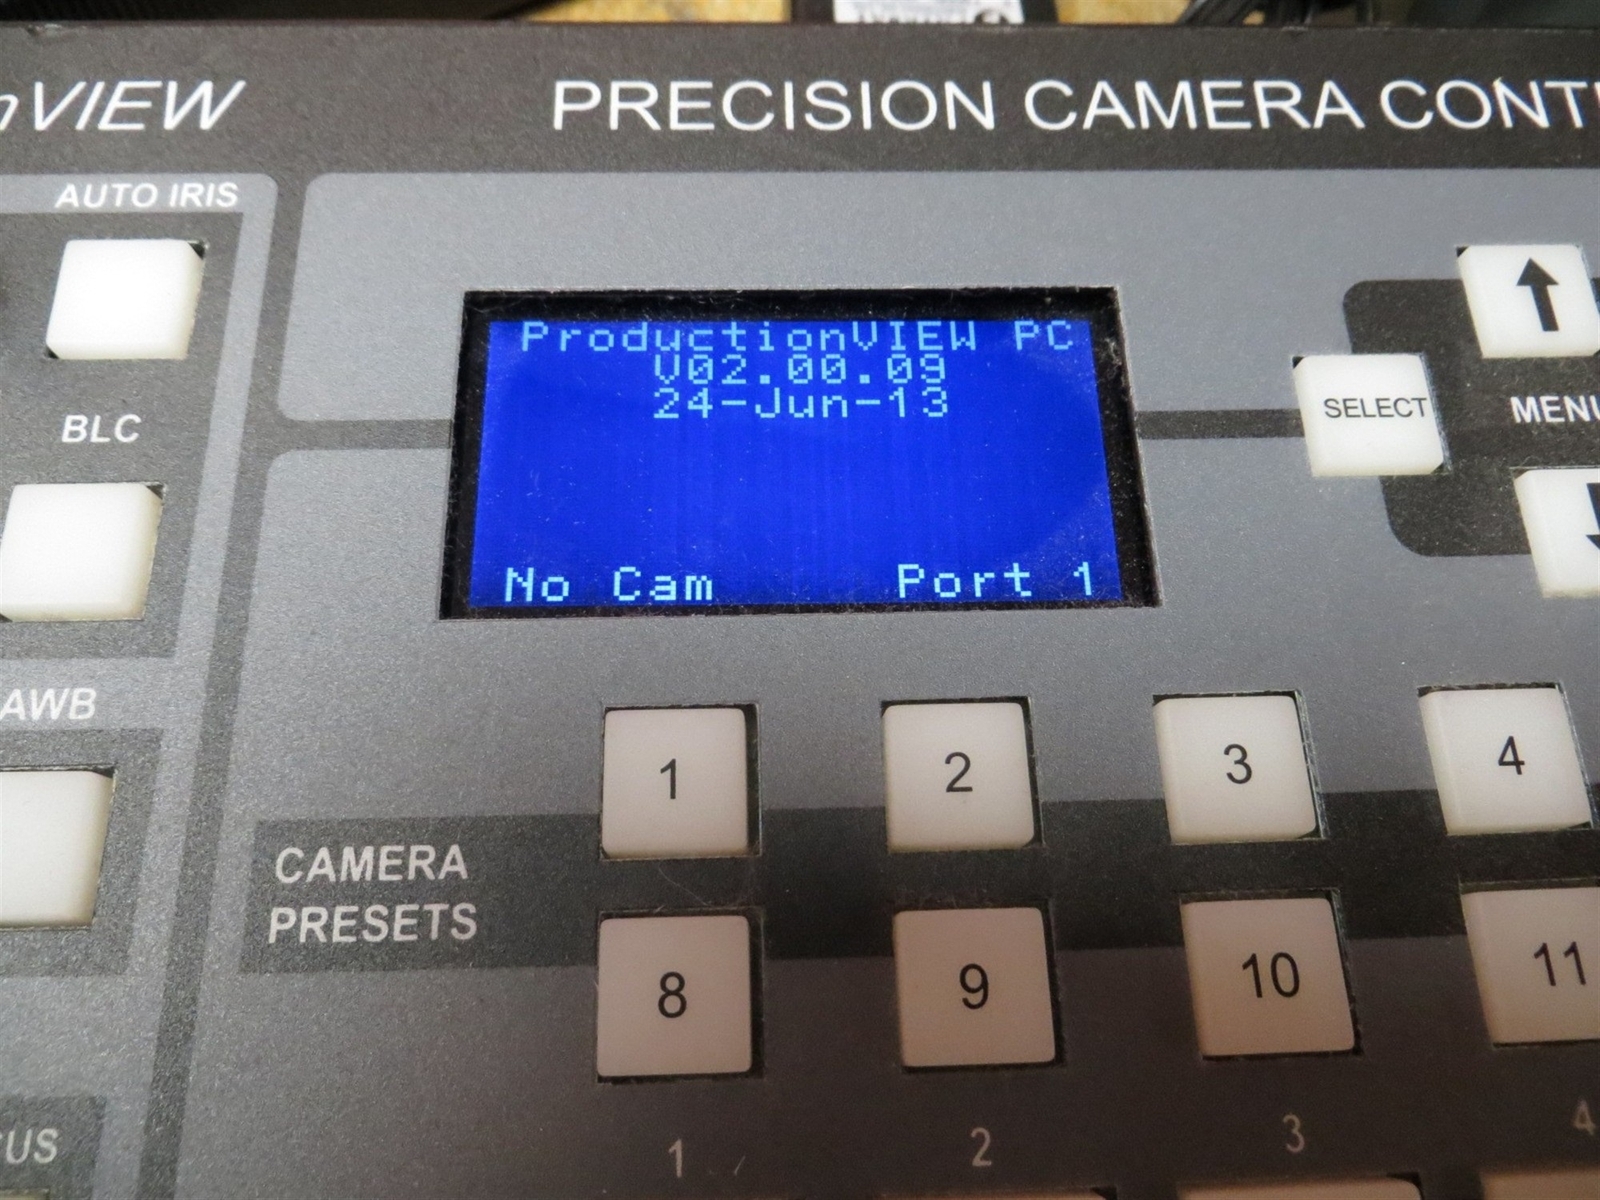 nVIEW
PRECISION CAMERA CONT
AUTO IRIS
ProductionVIEW PC
V02.00.09
24-Jun-13
No Cam Port 1
SELECT
MENU
BLC
AWB
1 2 3 4
CAMERA
PRESETS
8 9 10 11
CUS
1 2 3 4